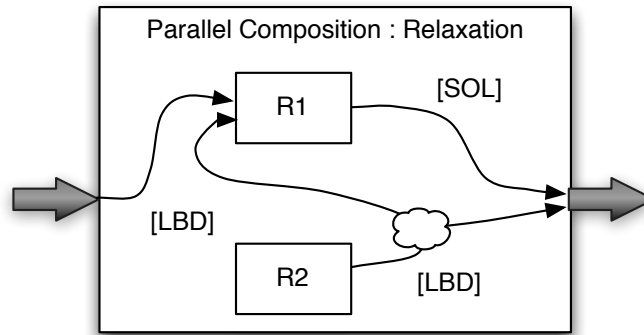 Parallel Composition : Relaxation
R1
[SOL]
[LBD]
R2
[LBD]